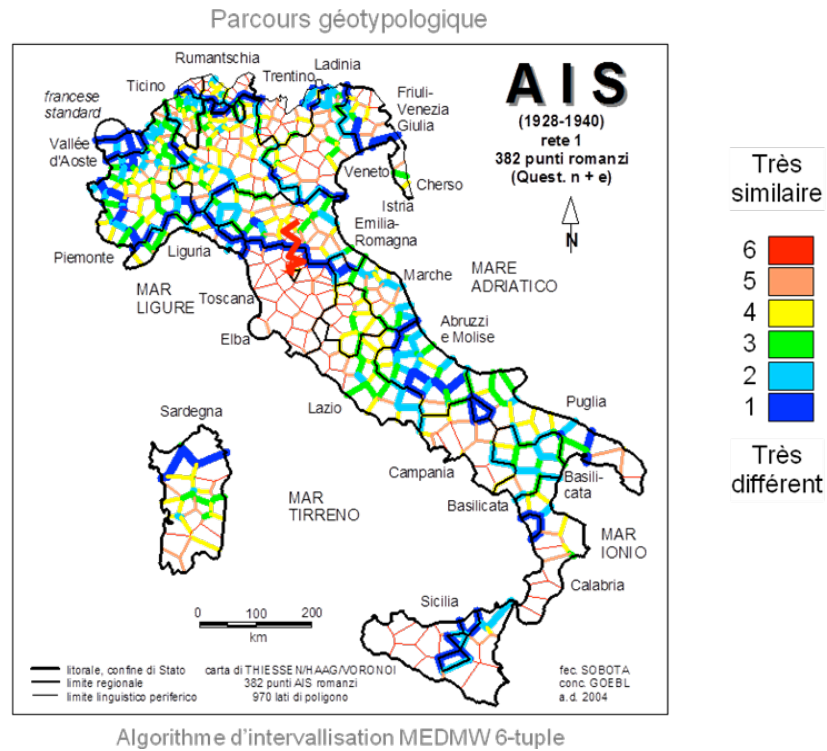 Parcours géotypologique
AIS
(1928-1940)
rete 1
382 punti romanzi
(Quest. n + e)
N
Rumantschia
Ladinia
Trentino
Ticino
Friuli-
Venezia
Giulia
francese
standard
Vallée
d'Aoste
Veneto
Cherso
Istria
Emilia-
Romagna
Piemonte
Liguria
MAR
LIGURE
Marche
MARE
ADRIATICO
Toscana
Elba
Abruzzi
e Molise
Lazio
Puglia
Sardegna
Campania
Basili-
cata
Basilicata
MAR
TIRRENO
MAR
IONIO
Calabria
Sicilia
0 100 200
km
litorale, confine di Stato
limite regionale
limite linguistico periferico
carta di THIESSEN/HAAG/VORONOI
382 punti AIS romanzi
970 lati di poligono
fec. SOBOTA
conc. GOEBL
a.d. 2004
Très
similaire
6
5
4
3
2
1
Très
différent
Algorithme d'intervallisation MEDMW 6-tuple